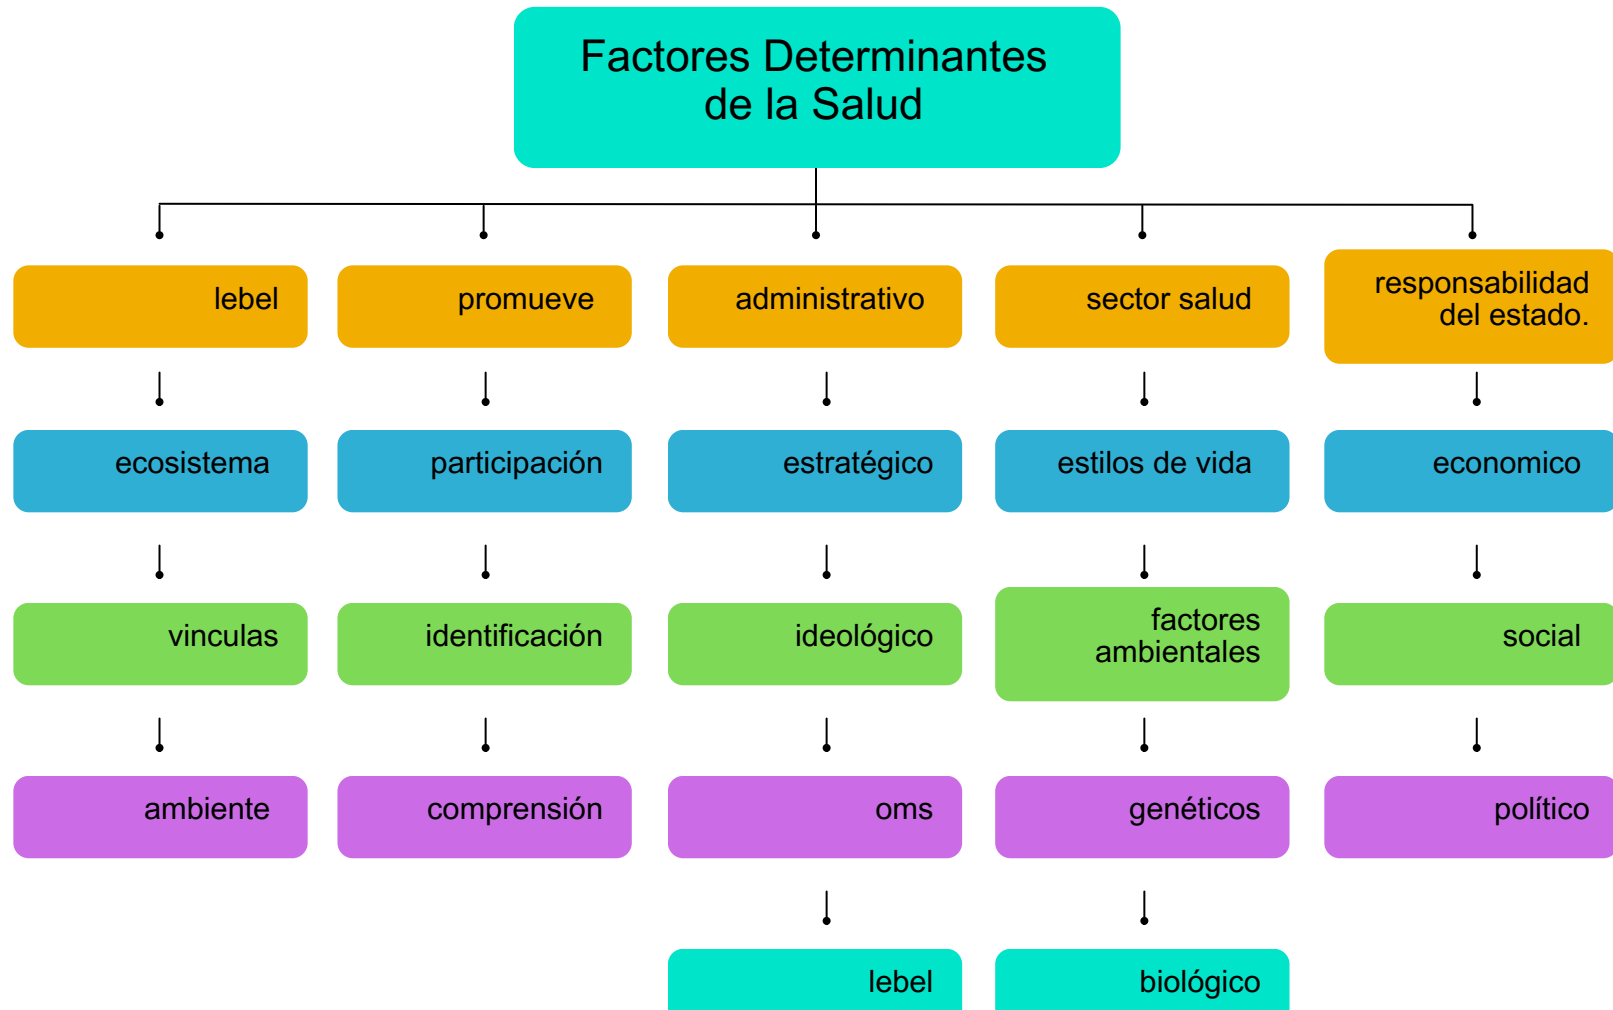 Factores Determinantes
de la Salud
lebel
promueve
administrativo
sector salud
responsabilidad
del estado.
ecosistema
participación
estratégico
estilos de vida
economico
vinculas
identificación
ideológico
factores
ambientales
social
ambiente
comprensión
oms
genéticos
político
lebel
biológico